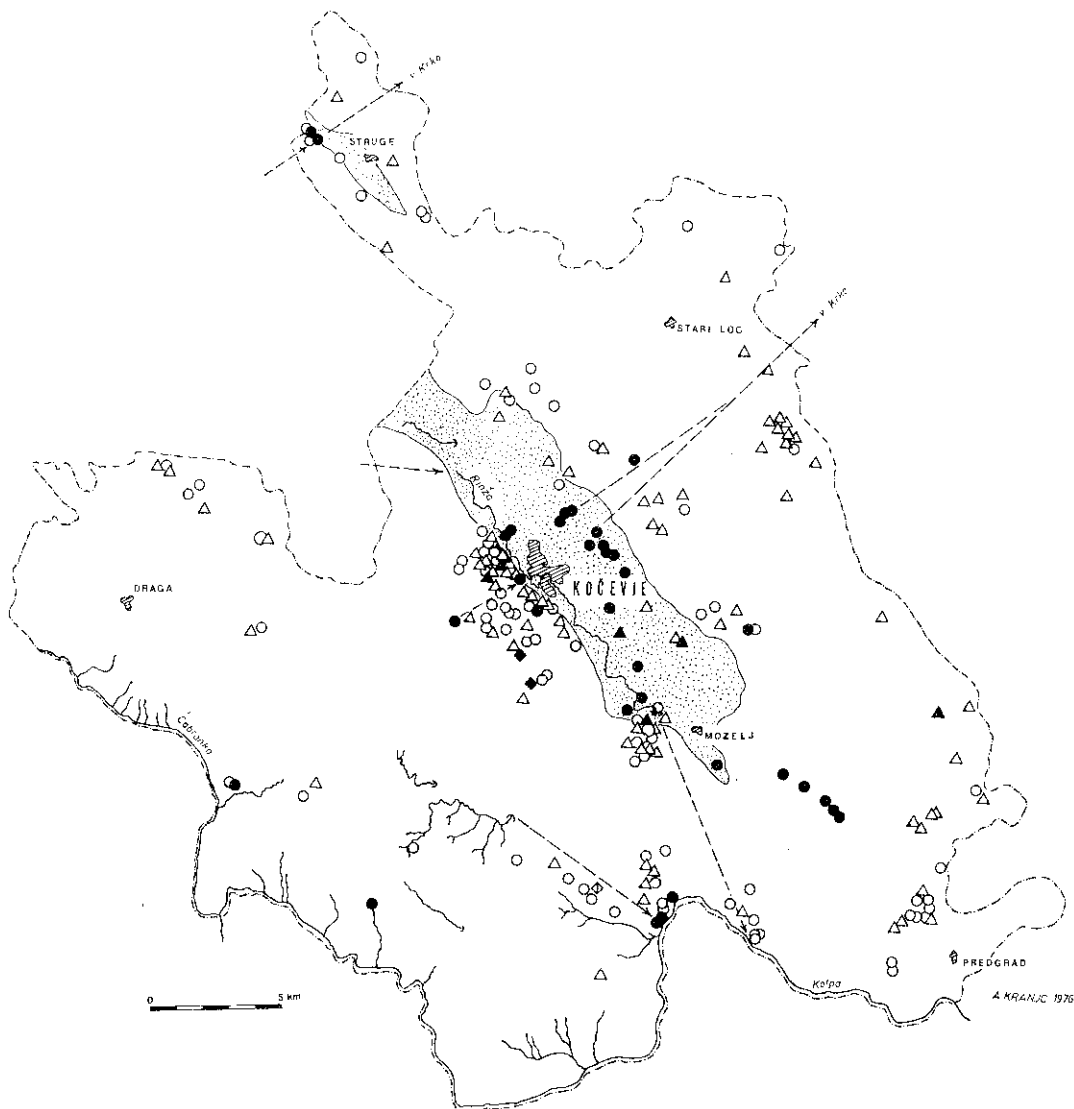 v Krko
STRUGE
STARI LOG
v Krko
Rinža
DRAGA
KOČEVJE
Čabranka
MOZELJ
PREDGRAD
Kolpa
0 5 km
A KRANJC 1976